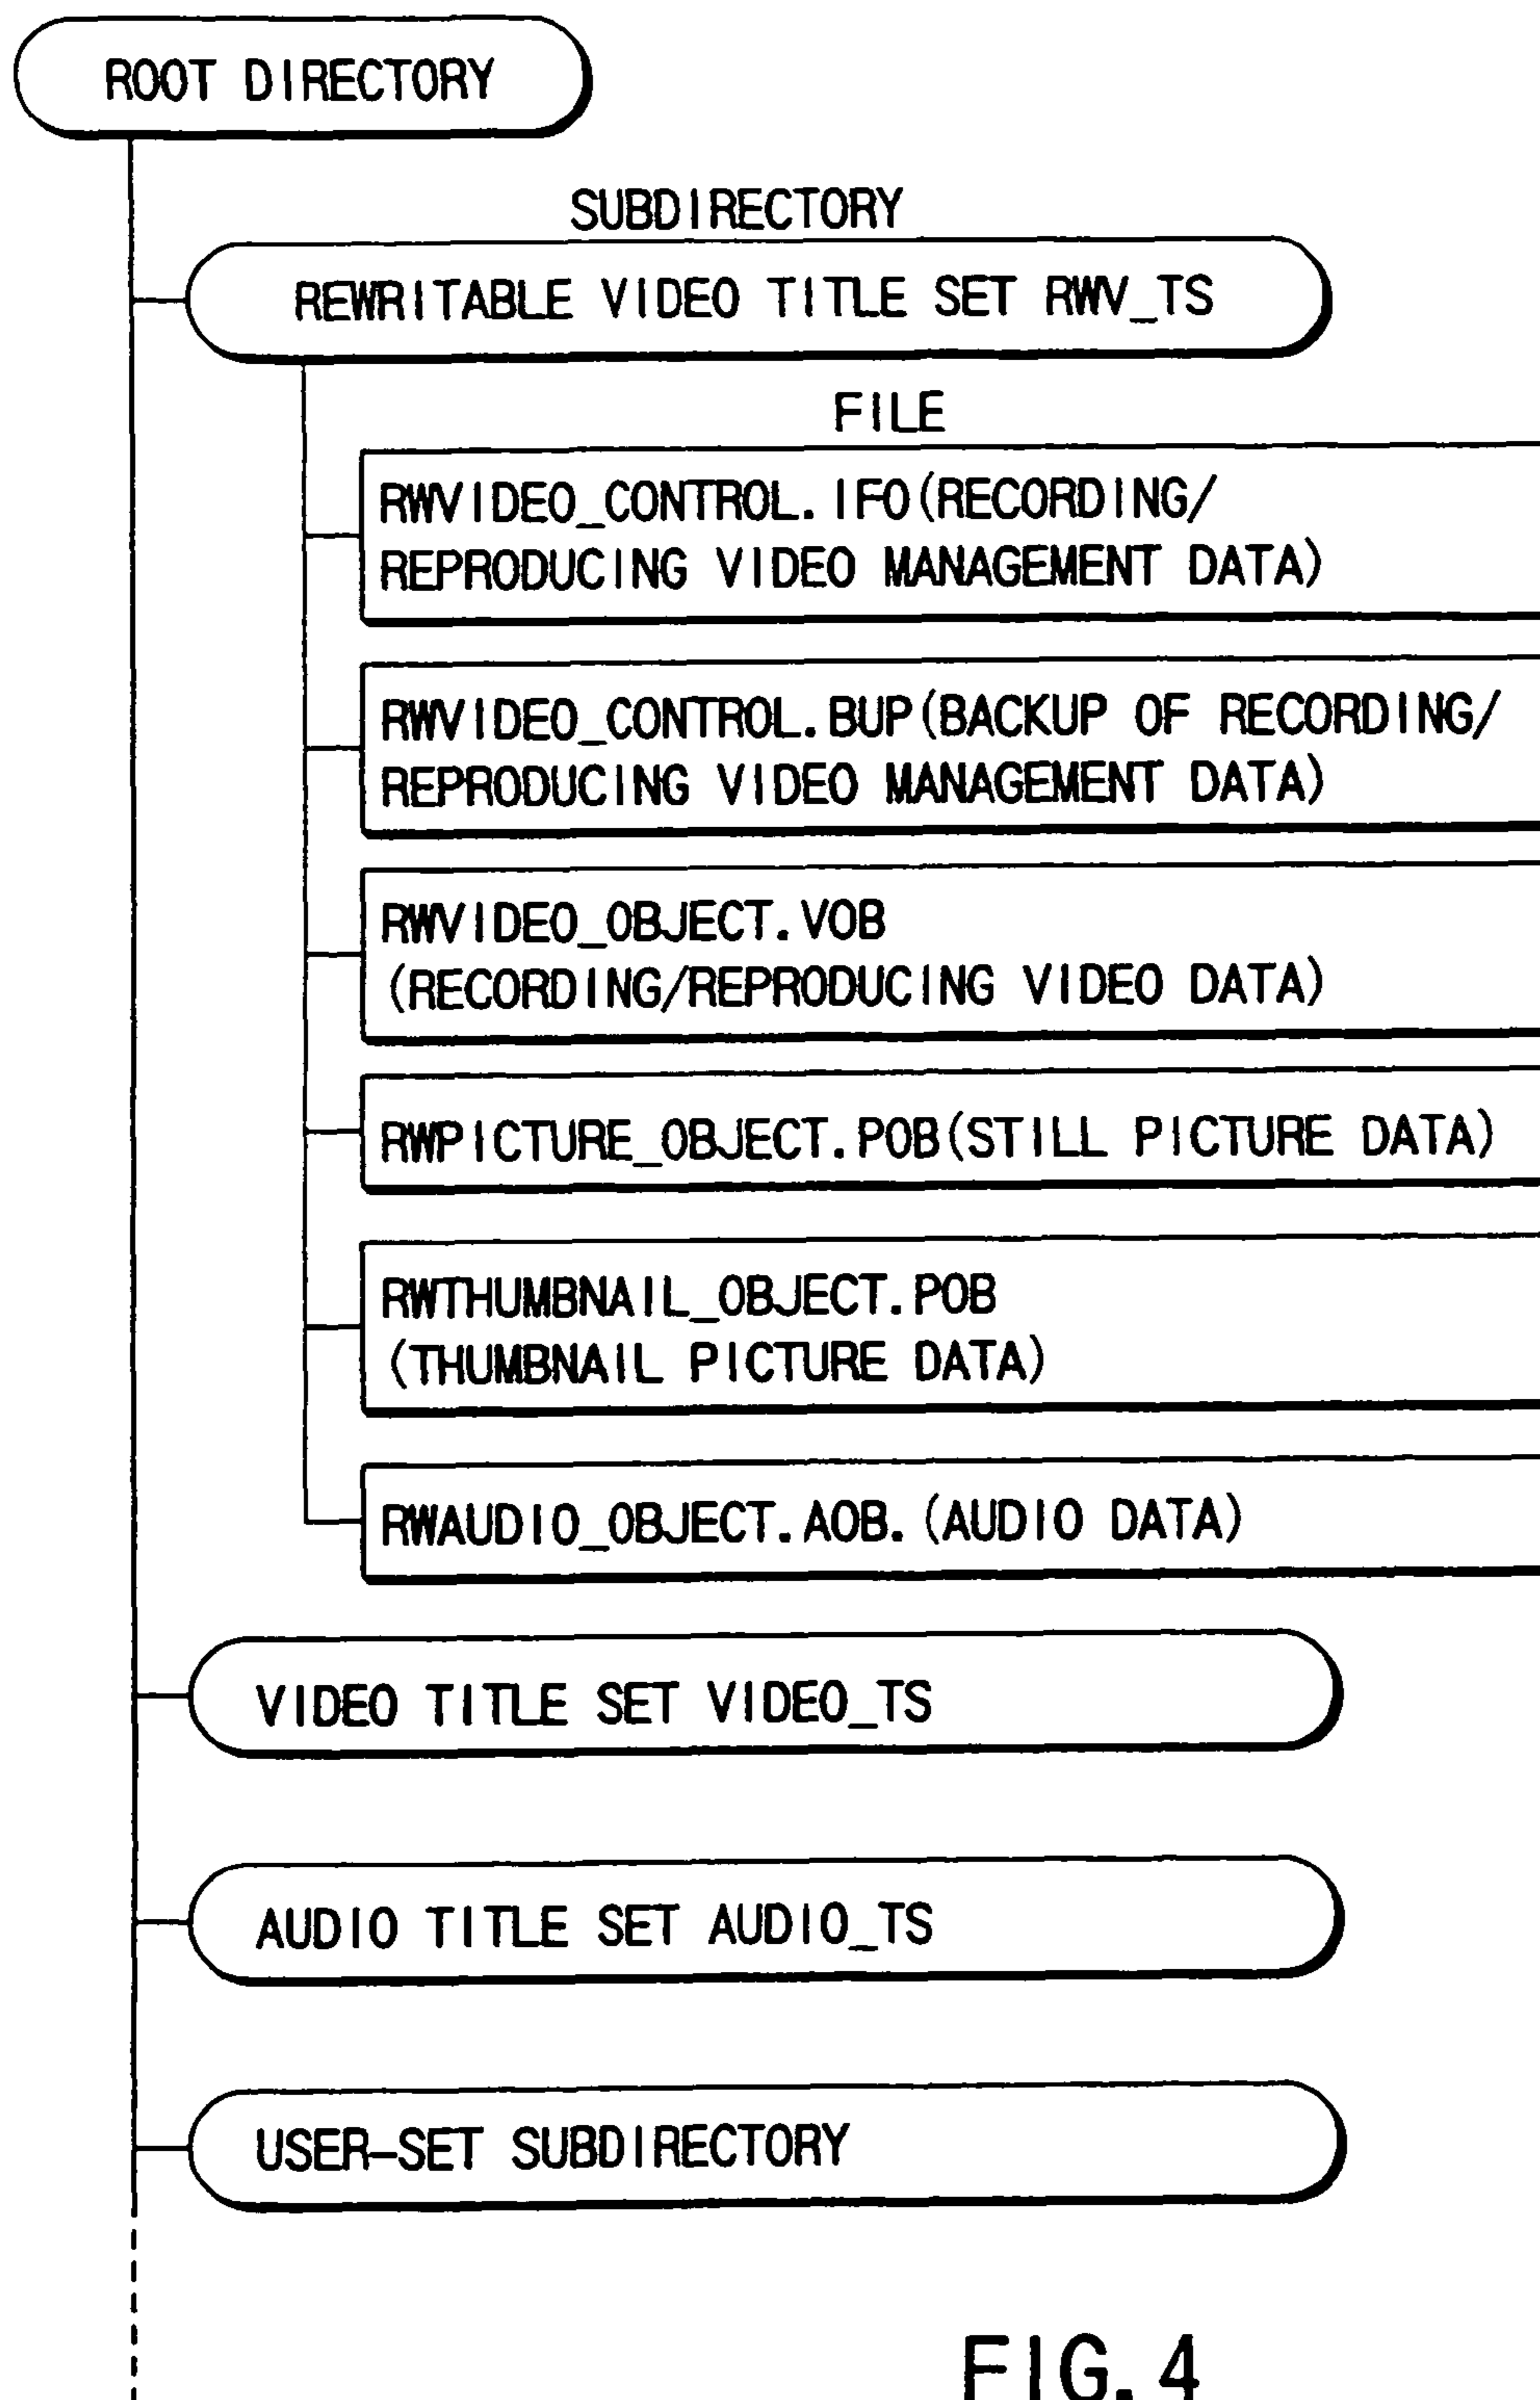 ROOT DIRECTORY
SUBDIRECTORY
REWRITABLE VIDEO TITLE SET RWV_TS
FILE
RWVIDEO_CONTROL.IFO(RECORDING/
REPRODUCING VIDEO MANAGEMENT DATA)
RWVIDEO_CONTROL.BUP(BACKUP OF RECORDING/
REPRODUCING VIDEO MANAGEMENT DATA)
RWVIDEO_OBJECT.VOB
(RECORDING/REPRODUCING VIDEO DATA)
RWPICTURE_OBJECT.POB(STILL PICTURE DATA)
RWTHUMBNAIL_OBJECT.POB
(THUMBNAIL PICTURE DATA)
RWAUDIO_OBJECT.AOB.(AUDIO DATA)
VIDEO TITLE SET VIDEO_TS
AUDIO TITLE SET AUDIO_TS
USER-SET SUBDIRECTORY
FIG.4